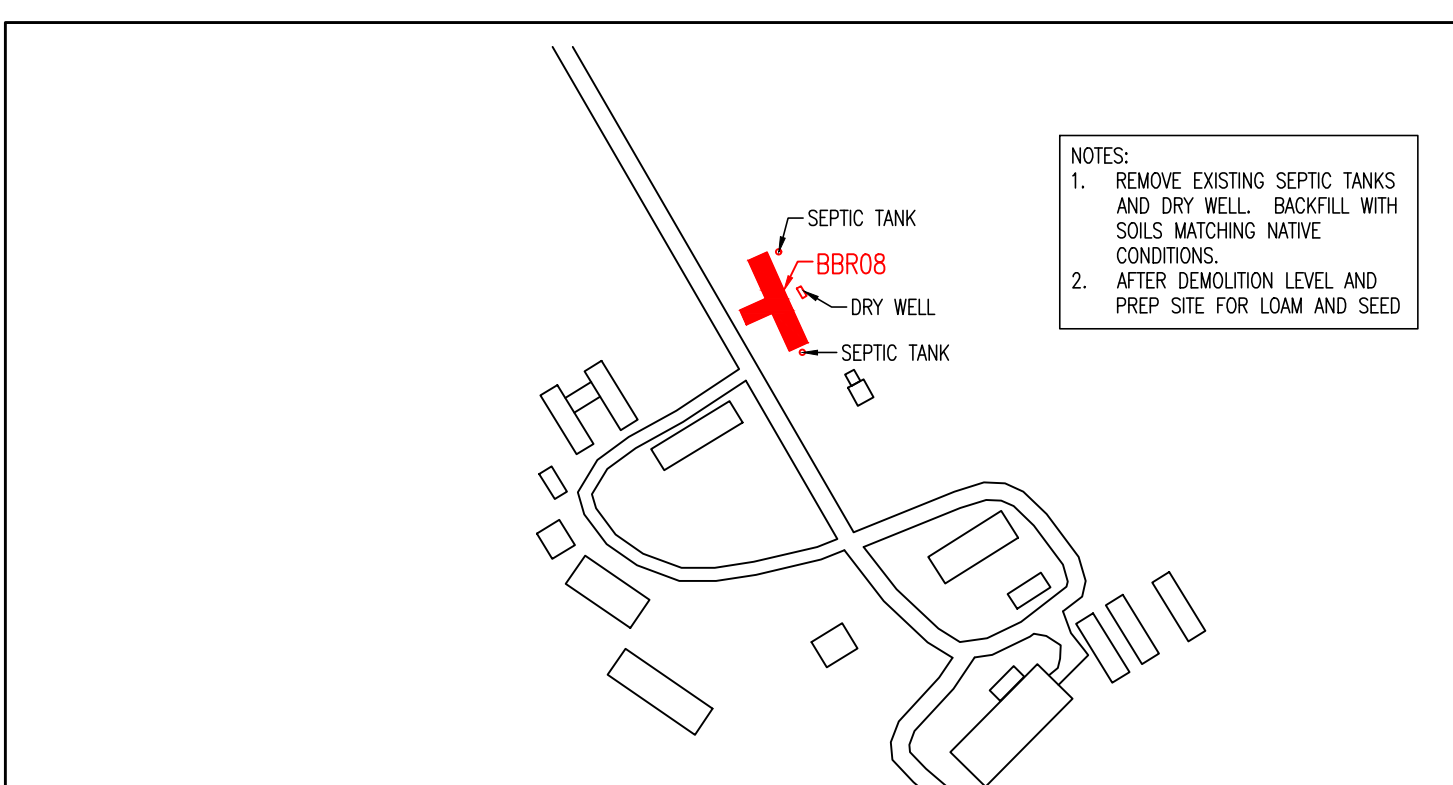 SEPTIC TANK
BBR08
DRY WELL
SEPTIC TANK
NOTES:
1. REMOVE EXISTING SEPTIC TANKS
AND DRY WELL. BACKFILL WITH
SOILS MATCHING NATIVE
CONDITIONS.
2. AFTER DEMOLITION LEVEL AND
PREP SITE FOR LOAM AND SEED